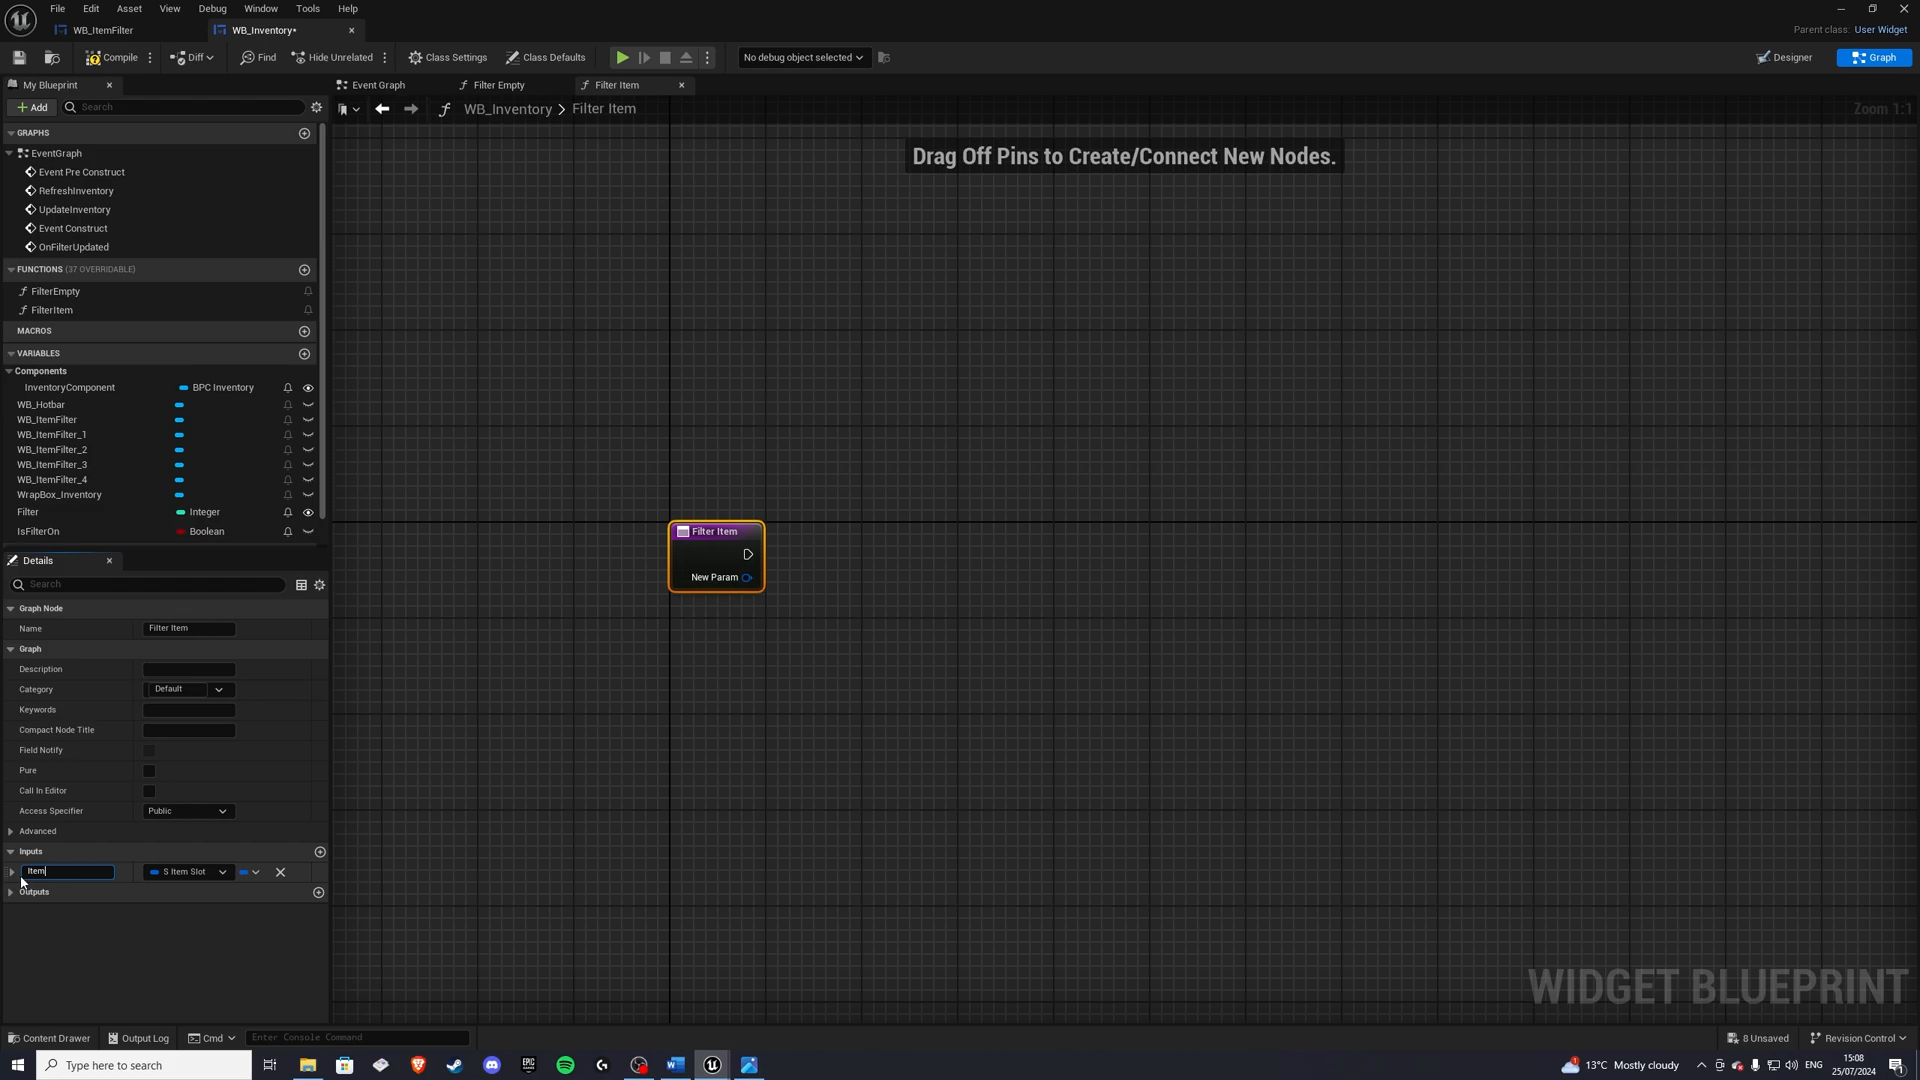 File Edit Asset View Debug Window Tools Help
WB_ItemFilter
WB_Inventory*
Parent class: User Widget
Compile
Diff
Find
Hide Unrelated
Class Settings
Class Defaults
No debug object selected
Designer
Graph
My Blueprint
Event Graph
Filter Empty
Filter Item
Add
Search
WB_Inventory > Filter Item
Zoom 1:1
GRAPHS
EventGraph
Event Pre Construct
RefreshInventory
UpdateInventory
Event Construct
OnFilterUpdated
FUNCTIONS (37 OVERRIDABLE)
FilterEmpty
FilterItem
MACROS
VARIABLES
Components
InventoryComponent BPC Inventory
WB_Hotbar
WB_ItemFilter
WB_ItemFilter_1
WB_ItemFilter_2
WB_ItemFilter_3
WB_ItemFilter_4
WrapBox_Inventory
Filter Integer
IsFilterOn Boolean
Drag Off Pins to Create/Connect New Nodes.
Filter Item
New Param
Details
Search
Graph Node
Name Filter Item
Graph
Description
Category Default
Keywords
Compact Node Title
Field Notify
Pure
Call In Editor
Access Specifier Public
Advanced
Inputs
Item S Item Slot
Outputs
WIDGET BLUEPRINT
Content Drawer
Output Log
Cmd
Enter Console Command
8 Unsaved
Revision Control
Type here to search
13°C Mostly cloudy
ENG
15:08
25/07/2024